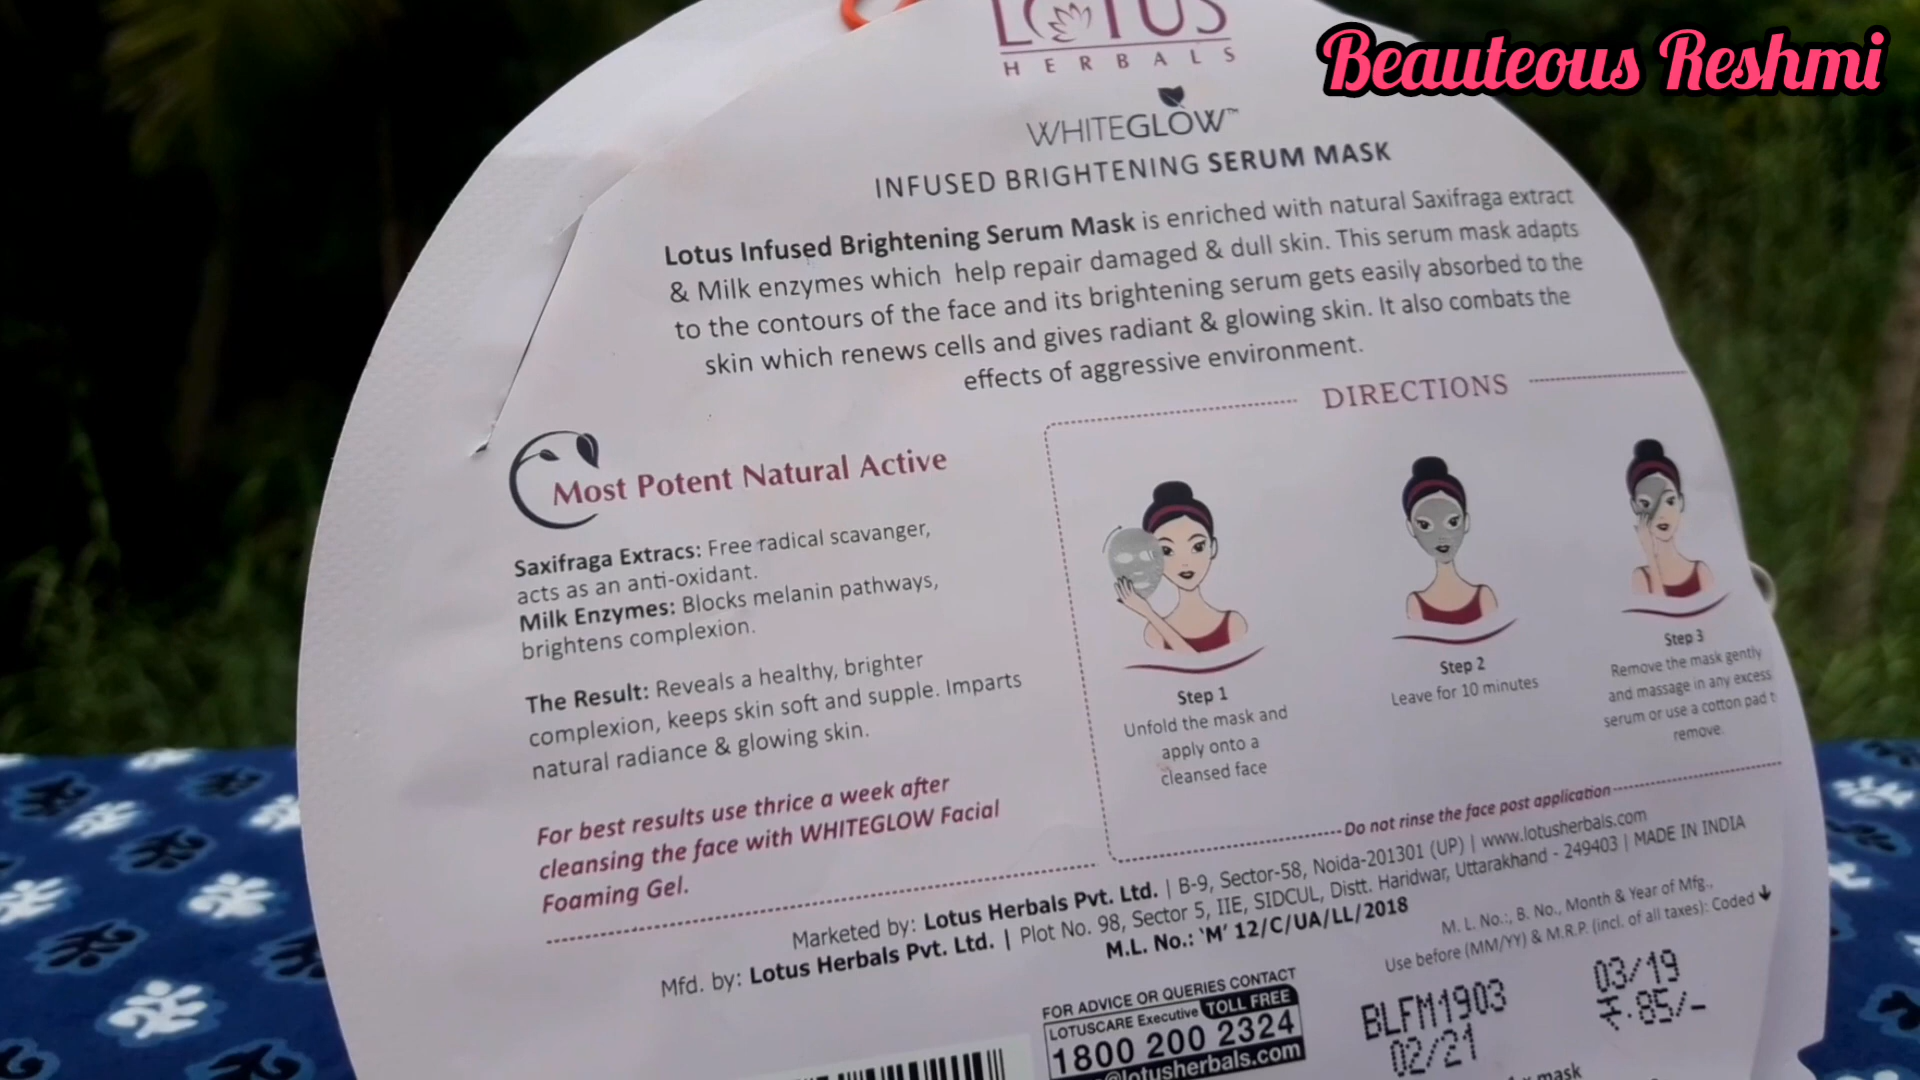 LOTUS
HERBALS
Beauteous Reshmi
WHITEGLOW™
INFUSED BRIGHTENING SERUM MASK
Lotus Infused Brightening Serum Mask is enriched with natural Saxifraga extract
& Milk enzymes which help repair damaged & dull skin. This serum mask adapts
to the contours of the face and its brightening serum gets easily absorbed to the
skin which renews cells and gives radiant & glowing skin. It also combats the
effects of aggressive environment.
Most Potent Natural Active
Saxifraga Extracs: Free radical scavanger,
acts as an anti-oxidant.
Milk Enzymes: Blocks melanin pathways,
brightens complexion.
The Result: Reveals a healthy, brighter
complexion, keeps skin soft and supple. Imparts
natural radiance & glowing skin.
For best results use thrice a week after
cleansing the face with WHITEGLOW Facial
Foaming Gel.
DIRECTIONS
Step 1
Unfold the mask and
apply onto a
cleansed face
Step 2
Leave for 10 minutes
Step 3
Remove the mask gently
and massage in any excess
serum or use a cotton pad t
remove.
Do not rinse the face post application
Marketed by: Lotus Herbals Pvt. Ltd. | B-9, Sector-58, Noida-201301 (UP) | www.lotusherbals.com
Mfd. by: Lotus Herbals Pvt. Ltd. | Plot No. 98, Sector 5, IIE, SIDCUL, Distt. Haridwar, Uttarakhand - 249403 | MADE IN INDIA
M.L. No.: 'M' 12/C/UA/LL/2018
M. L. No.:, B. No., Month & Year of Mfg.,
Use before (MM/YY) & M.R.P. (incl. of all taxes): Coded
FOR ADVICE OR QUERIES CONTACT
LOTUSCARE Executive TOLL FREE
1800 200 2324
@lotusherbals.com
BLFM1903
03/19
02/21
₹.85/-
mask